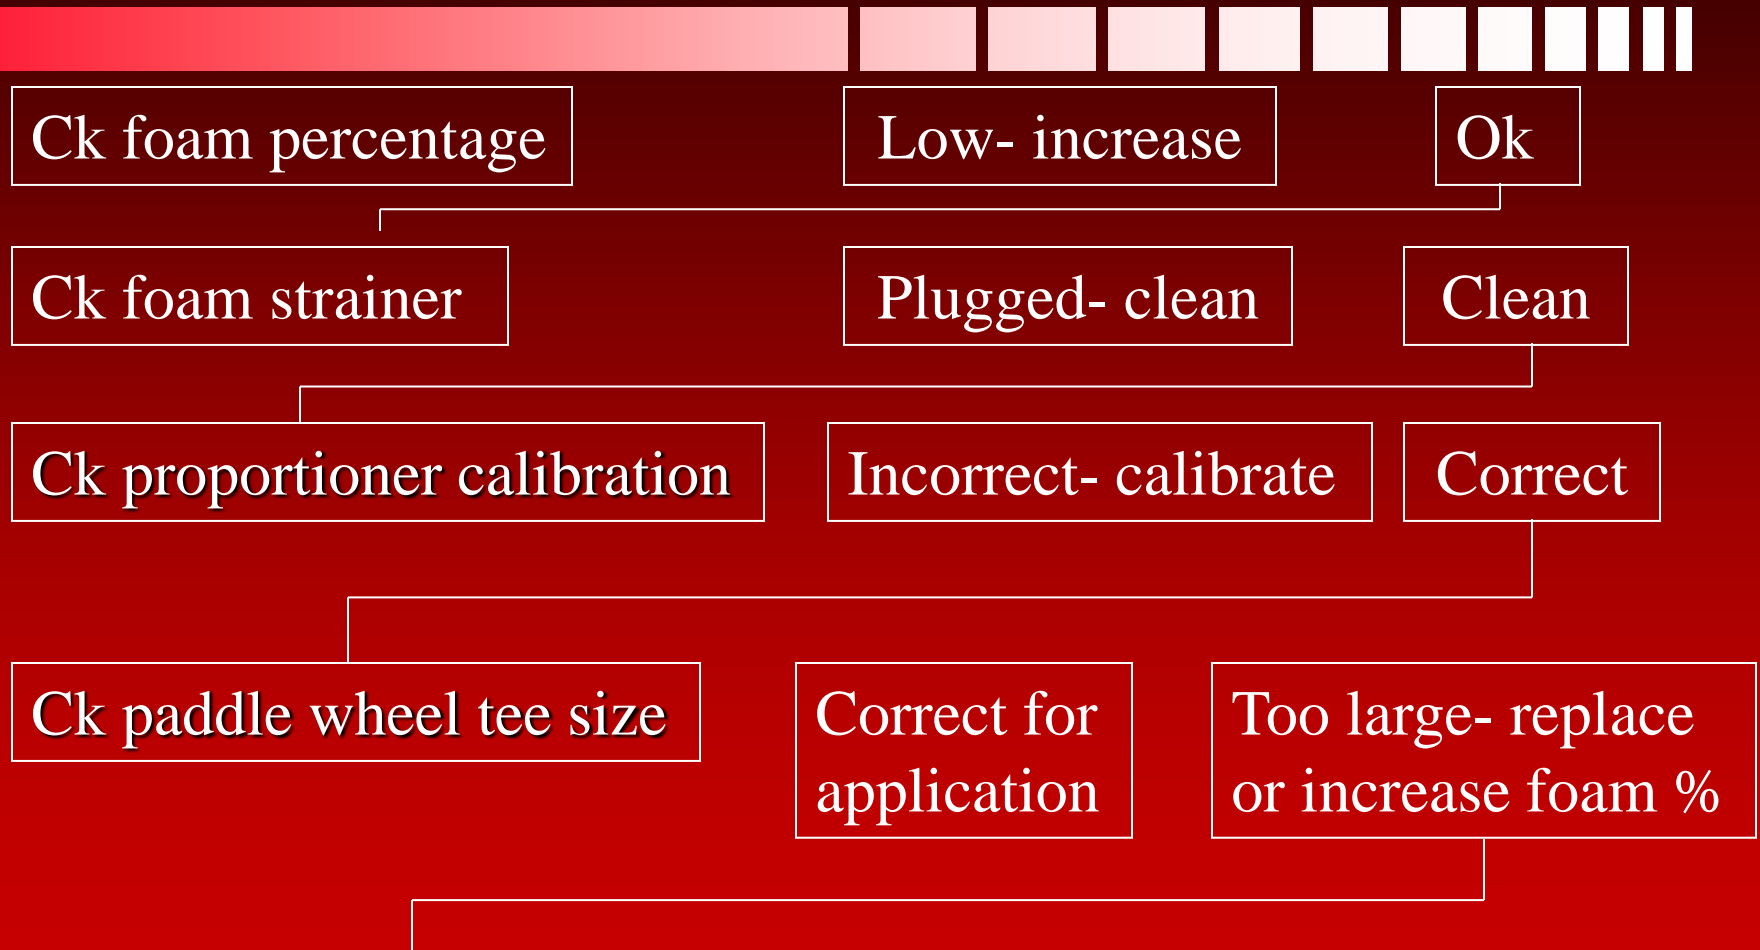 Ck foam percentage
Low- increase
Ok
Ck foam strainer
Plugged- clean
Clean
Ck proportioner calibration
Incorrect- calibrate
Correct
Ck paddle wheel tee size
Correct for
application
Too large- replace
or increase foam %